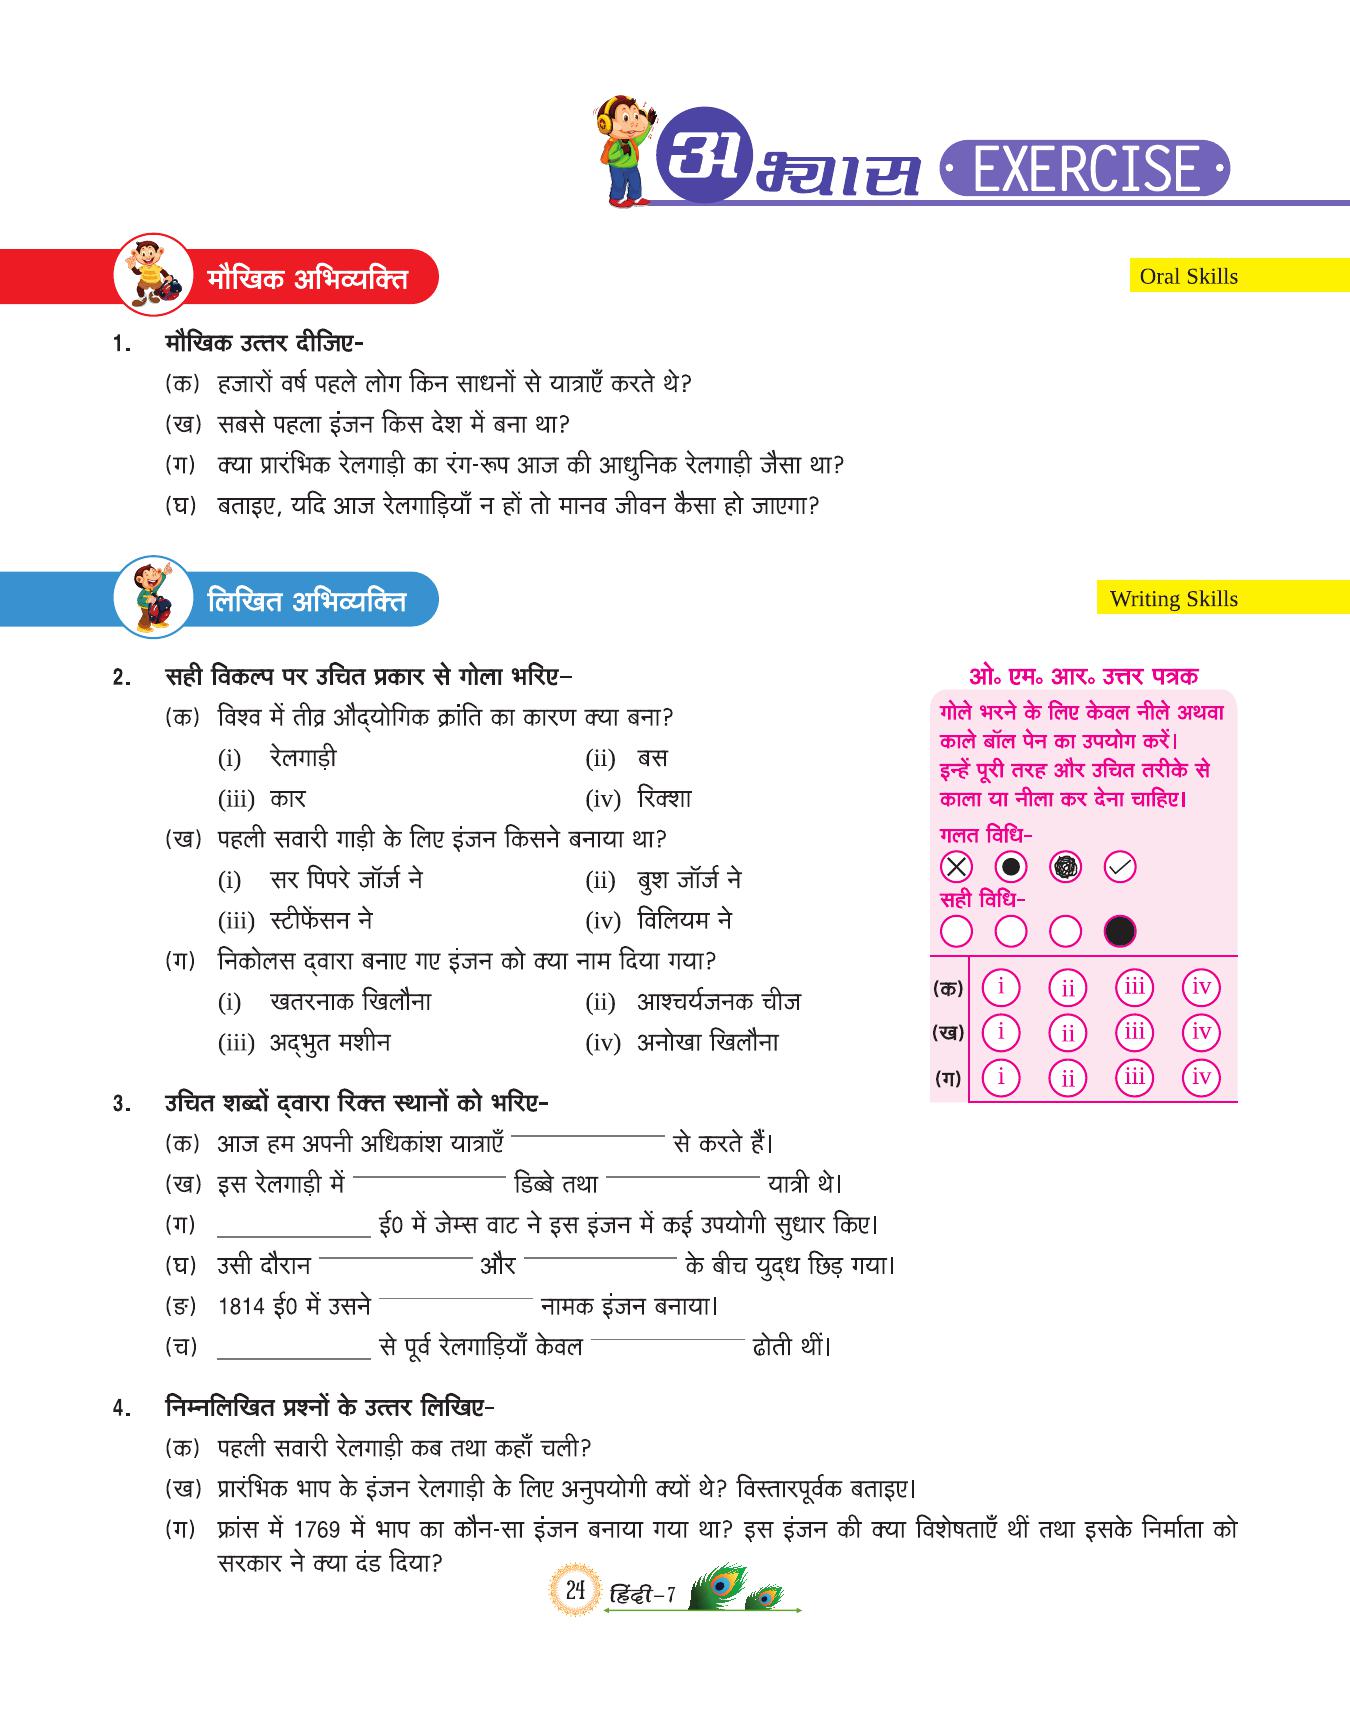 अभ्यास EXERCISE
मौखिक अभिव्यक्ति
Oral Skills
1. मौखिक उत्तर दीजिए-
(क) हजारों वर्ष पहले लोग किन साधनों से यात्राएँ करते थे?
(ख) सबसे पहला इंजन किस देश में बना था?
(ग) क्या प्रारंभिक रेलगाड़ी का रंग-रूप आज की आधुनिक रेलगाड़ी जैसा था?
(घ) बताइए, यदि आज रेलगाड़ियाँ न हों तो मानव जीवन कैसा हो जाएगा?
लिखित अभिव्यक्ति
Writing Skills
2. सही विकल्प पर उचित प्रकार से गोला भरिए–
(क) विश्व में तीव्र औद्योगिक क्रांति का कारण क्या बना?
(i) रेलगाड़ी (ii) बस
(iii) कार (iv) रिक्शा
(ख) पहली सवारी गाड़ी के लिए इंजन किसने बनाया था?
(i) सर पिपरे जॉर्ज ने (ii) बुश जॉर्ज ने
(iii) स्टीफेंसन ने (iv) विलियम ने
(ग) निकोलस द्वारा बनाए गए इंजन को क्या नाम दिया गया?
(i) खतरनाक खिलौना (ii) आश्चर्यजनक चीज
(iii) अद्भुत मशीन (iv) अनोखा खिलौना
ओ॰ एम॰ आर॰ उत्तर पत्रक
गोले भरने के लिए केवल नीले अथवा
काले बॉल पेन का उपयोग करें।
इन्हें पूरी तरह और उचित तरीके से
काला या नीला कर देना चाहिए।
गलत विधि–
सही विधि–
(क) i ii iii iv
(ख) i ii iii iv
(ग) i ii iii iv
3. उचित शब्दों द्वारा रिक्त स्थानों को भरिए–
(क) आज हम अपनी अधिकांश यात्राएँ ____________ से करते हैं।
(ख) इस रेलगाड़ी में ____________ डिब्बे तथा ____________ यात्री थे।
(ग) ____________ ई0 में जेम्स वाट ने इस इंजन में कई उपयोगी सुधार किए।
(घ) उसी दौरान ____________ और ____________ के बीच युद्ध छिड़ गया।
(ङ) 1814 ई0 में उसने ____________ नामक इंजन बनाया।
(च) ____________ से पूर्व रेलगाड़ियाँ केवल ____________ ढोती थीं।
4. निम्नलिखित प्रश्नों के उत्तर लिखिए–
(क) पहली सवारी रेलगाड़ी कब तथा कहाँ चली?
(ख) प्रारंभिक भाप के इंजन रेलगाड़ी के लिए अनुपयोगी क्यों थे? विस्तारपूर्वक बताइए।
(ग) फ्रांस में 1769 में भाप का कौन-सा इंजन बनाया गया था? इस इंजन की क्या विशेषताएँ थीं तथा इसके निर्माता को
सरकार ने क्या दंड दिया?
24 हिंदी–7